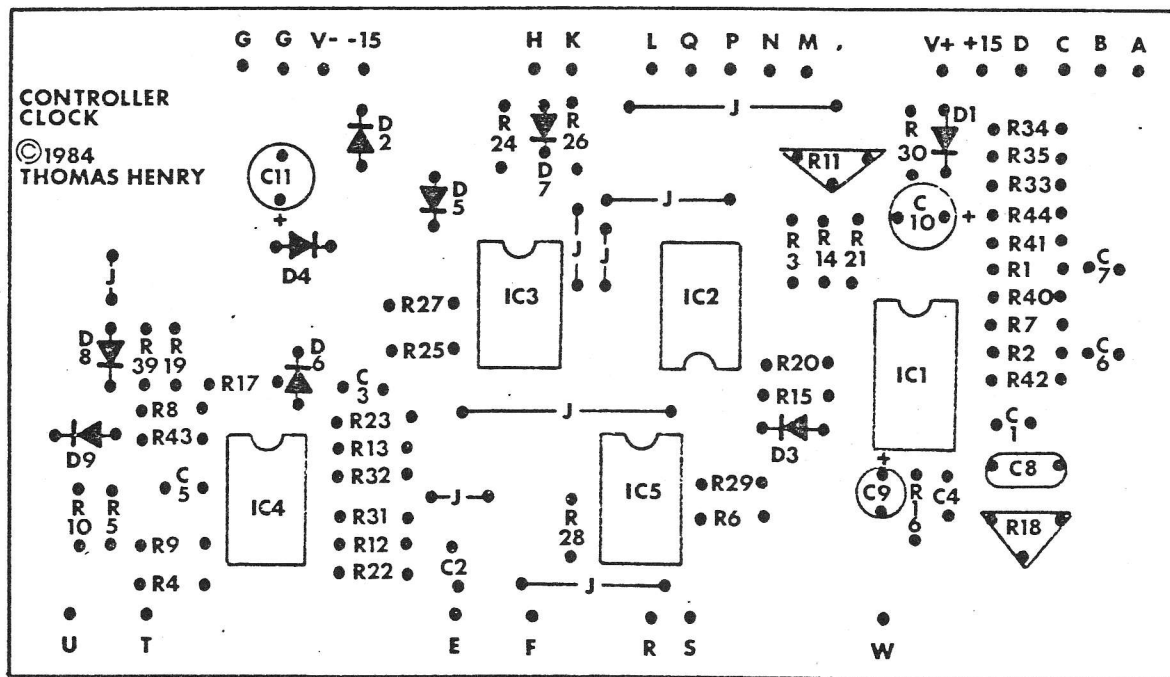 G G V- -15 H K L Q P N M , V+ +15 D C B A
CONTROLLER
CLOCK
©1984
THOMAS HENRY
D2
R24
D7
R26
J
R30
D1
R34
R35
R33
R44
R41
R1
R40
R7
R2
R42
C11
+
D5
J
R11
C10 +
D4
J
IC3
J
J
IC2
R3
R14
R21
C7
C6
R27
R25
D8
R39
R19
R17
D6
C3
R20
R15
IC1
R8
R43
D9
R23
R13
R32
J
D3
C1
C8
C5
IC4
J
IC5
R29
R6
+
C9
R16
C4
R18
R10
R5
R9
R4
R31
R12
R22
C2
R28
J
U T E F R S W